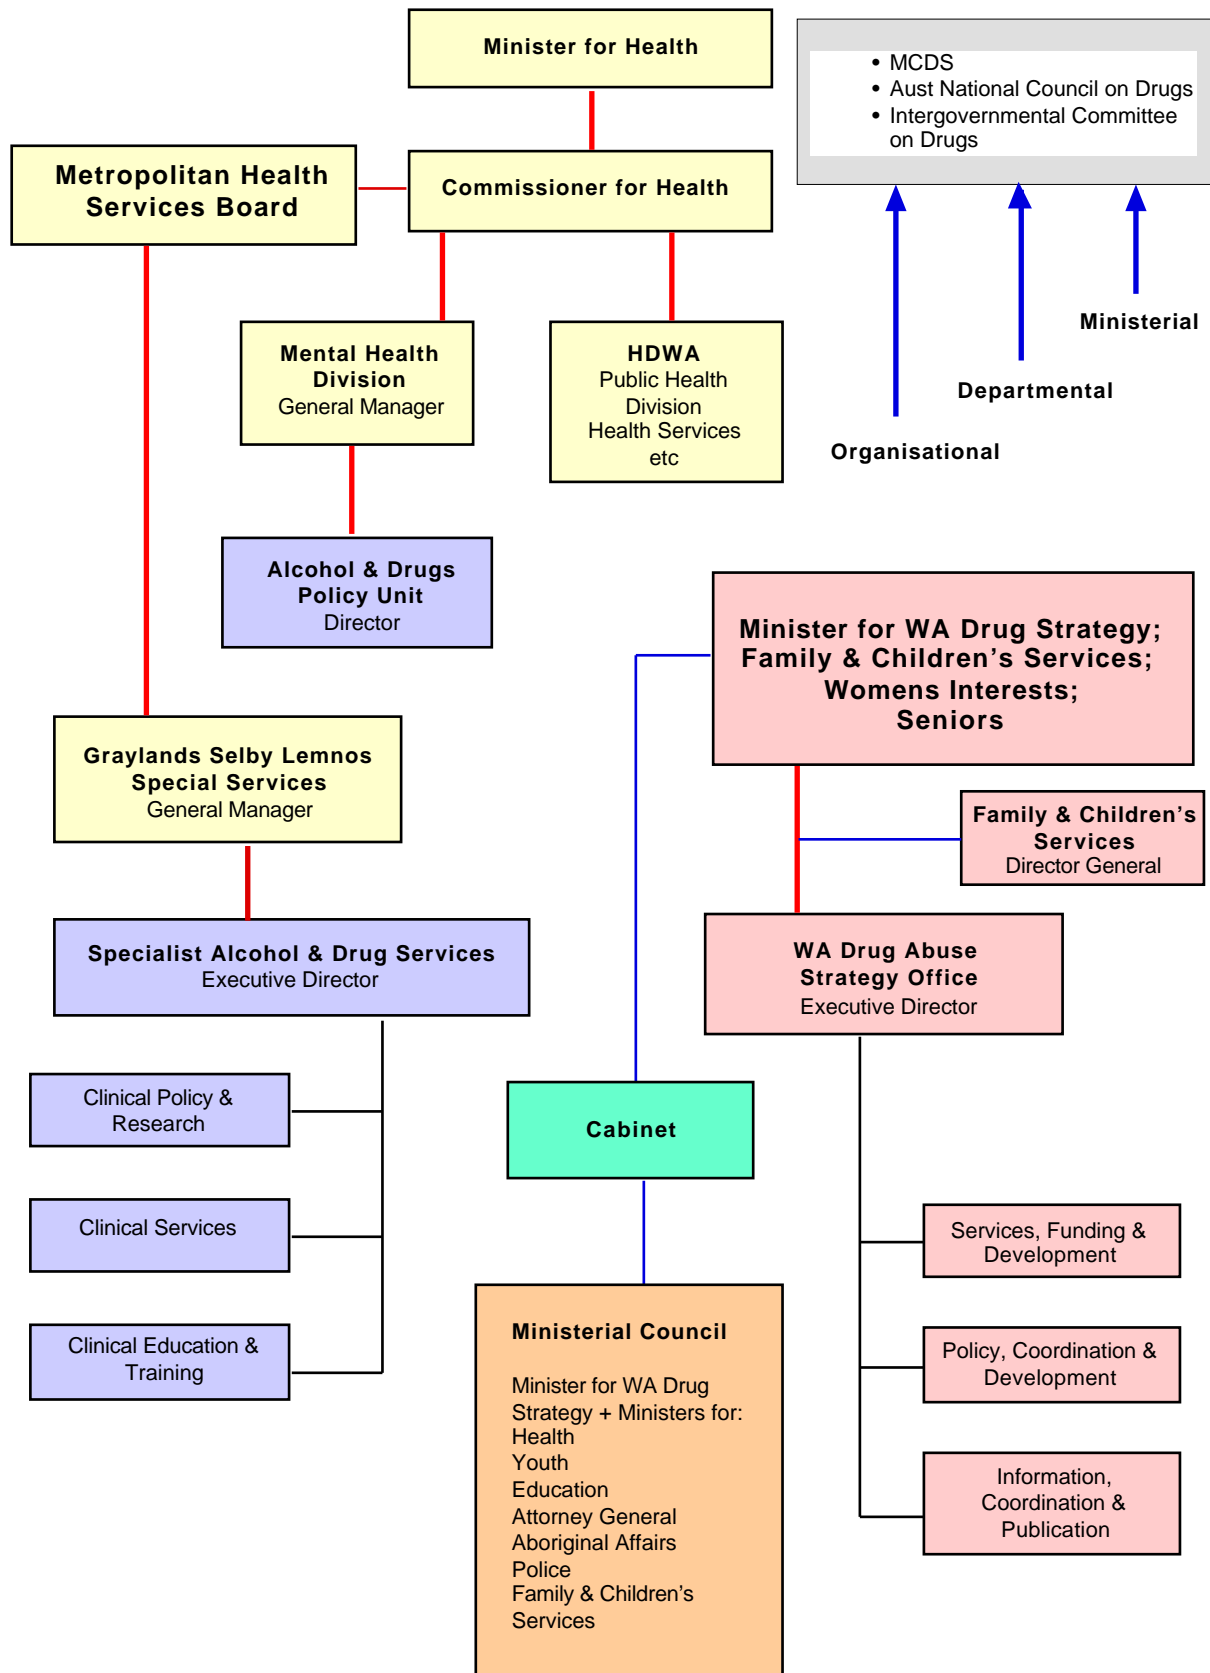 Minister for Health
• MCDS
• Aust National Council on Drugs
• Intergovernmental Committee
on Drugs
Metropolitan Health
Services Board
Commissioner for Health
Ministerial
Departmental
Organisational
Mental Health
Division
General Manager
HDWA
Public Health
Division
Health Services
etc
Alcohol & Drugs
Policy Unit
Director
Minister for WA Drug Strategy;
Family & Children’s Services;
Womens Interests;
Seniors
Graylands Selby Lemnos
Special Services
General Manager
Family & Children’s
Services
Director General
Specialist Alcohol & Drug Services
Executive Director
WA Drug Abuse
Strategy Office
Executive Director
Clinical Policy &
Research
Clinical Services
Clinical Education &
Training
Cabinet
Ministerial Council
Minister for WA Drug
Strategy + Ministers for:
Health
Youth
Education
Attorney General
Aboriginal Affairs
Police
Family & Children’s
Services
Services, Funding &
Development
Policy, Coordination &
Development
Information,
Coordination &
Publication